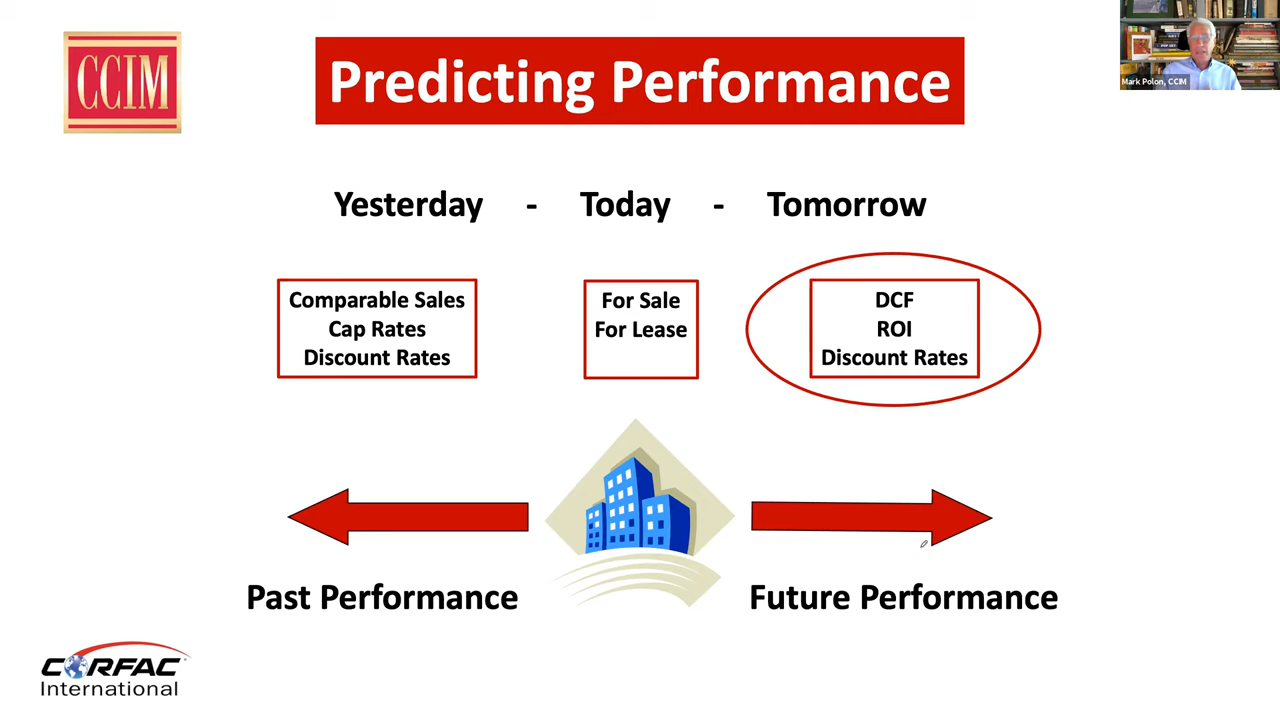 CCIM
Predicting Performance
Mark Polon, CCIM
Yesterday - Today - Tomorrow
Comparable Sales
Cap Rates
Discount Rates
For Sale
For Lease
DCF
ROI
Discount Rates
Past Performance
Future Performance
CORFAC
International